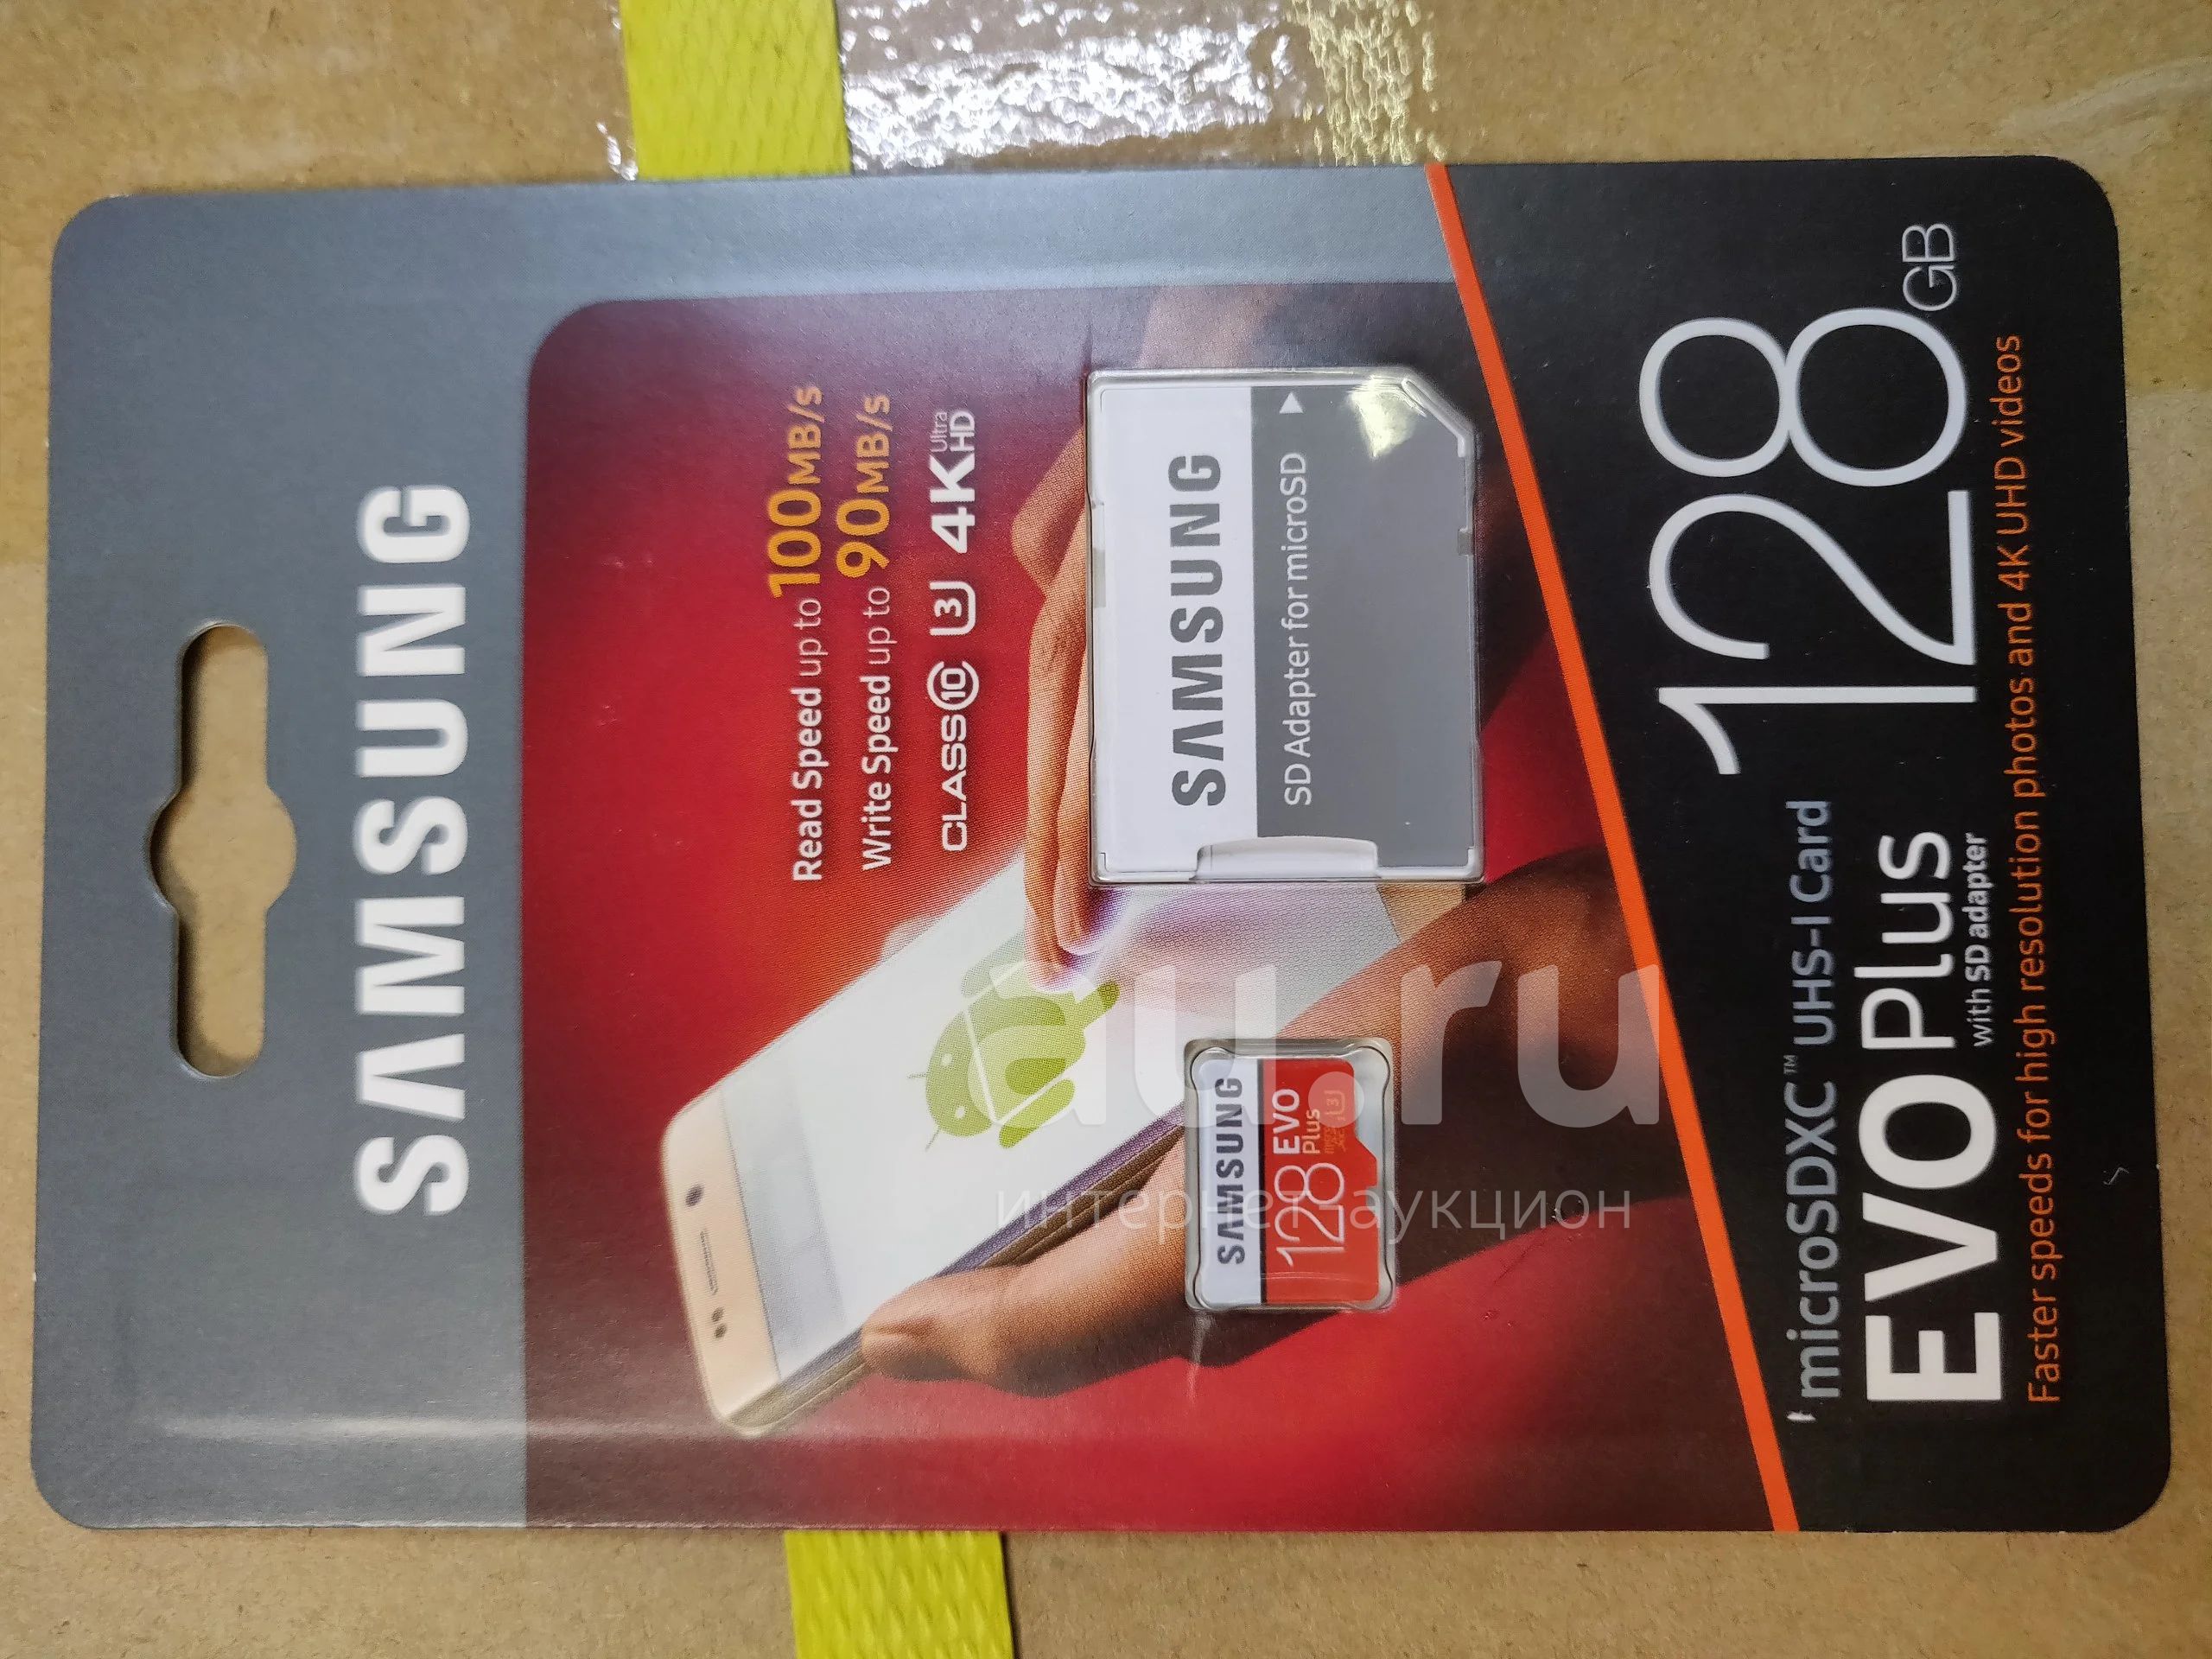 SAMSUNG
Read Speed up to 100MB/s
Write Speed up to 90MB/s
CLASS 10 U3 4K Ultra HD
SAMSUNG
SD Adapter for microSD
SAMSUNG
128 EVO Plus
microSDXC™ UHS-I Card
EVO Plus
with SD adapter
128 GB
Faster speeds for high resolution photos and 4K UHD videos
au.ru
интернет-аукцион